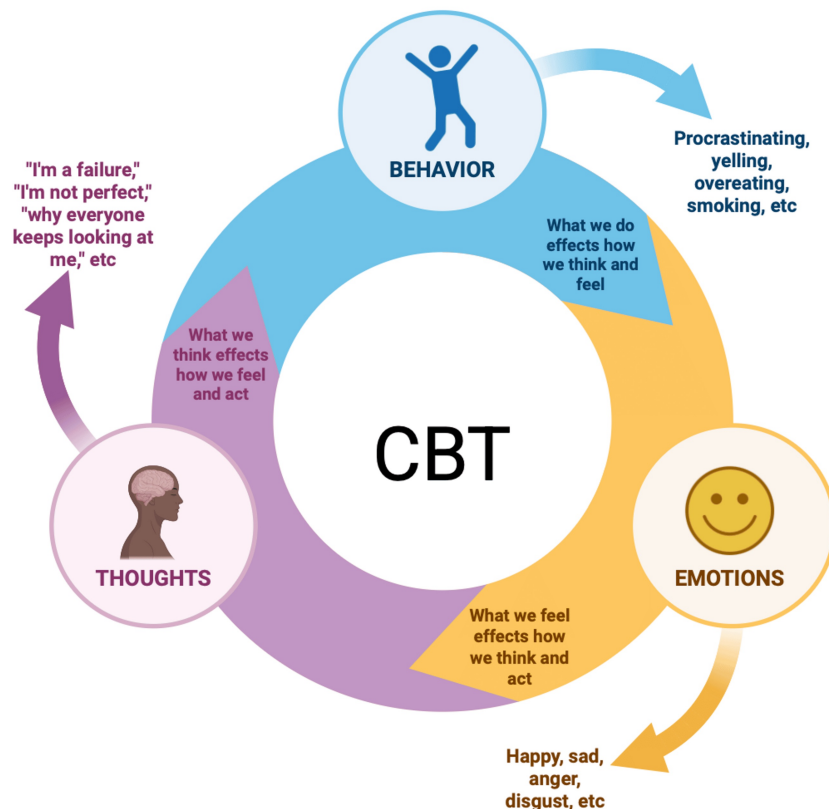 BEHAVIOR
Procrastinating,
yelling,
overeating,
smoking, etc
"I'm a failure,"
"I'm not perfect,"
"why everyone
keeps looking at
me," etc
What we do
effects how
we think and
feel
What we
think effects
how we feel
and act
CBT
THOUGHTS
EMOTIONS
What we feel
effects how
we think and
act
Happy, sad,
anger,
disgust, etc